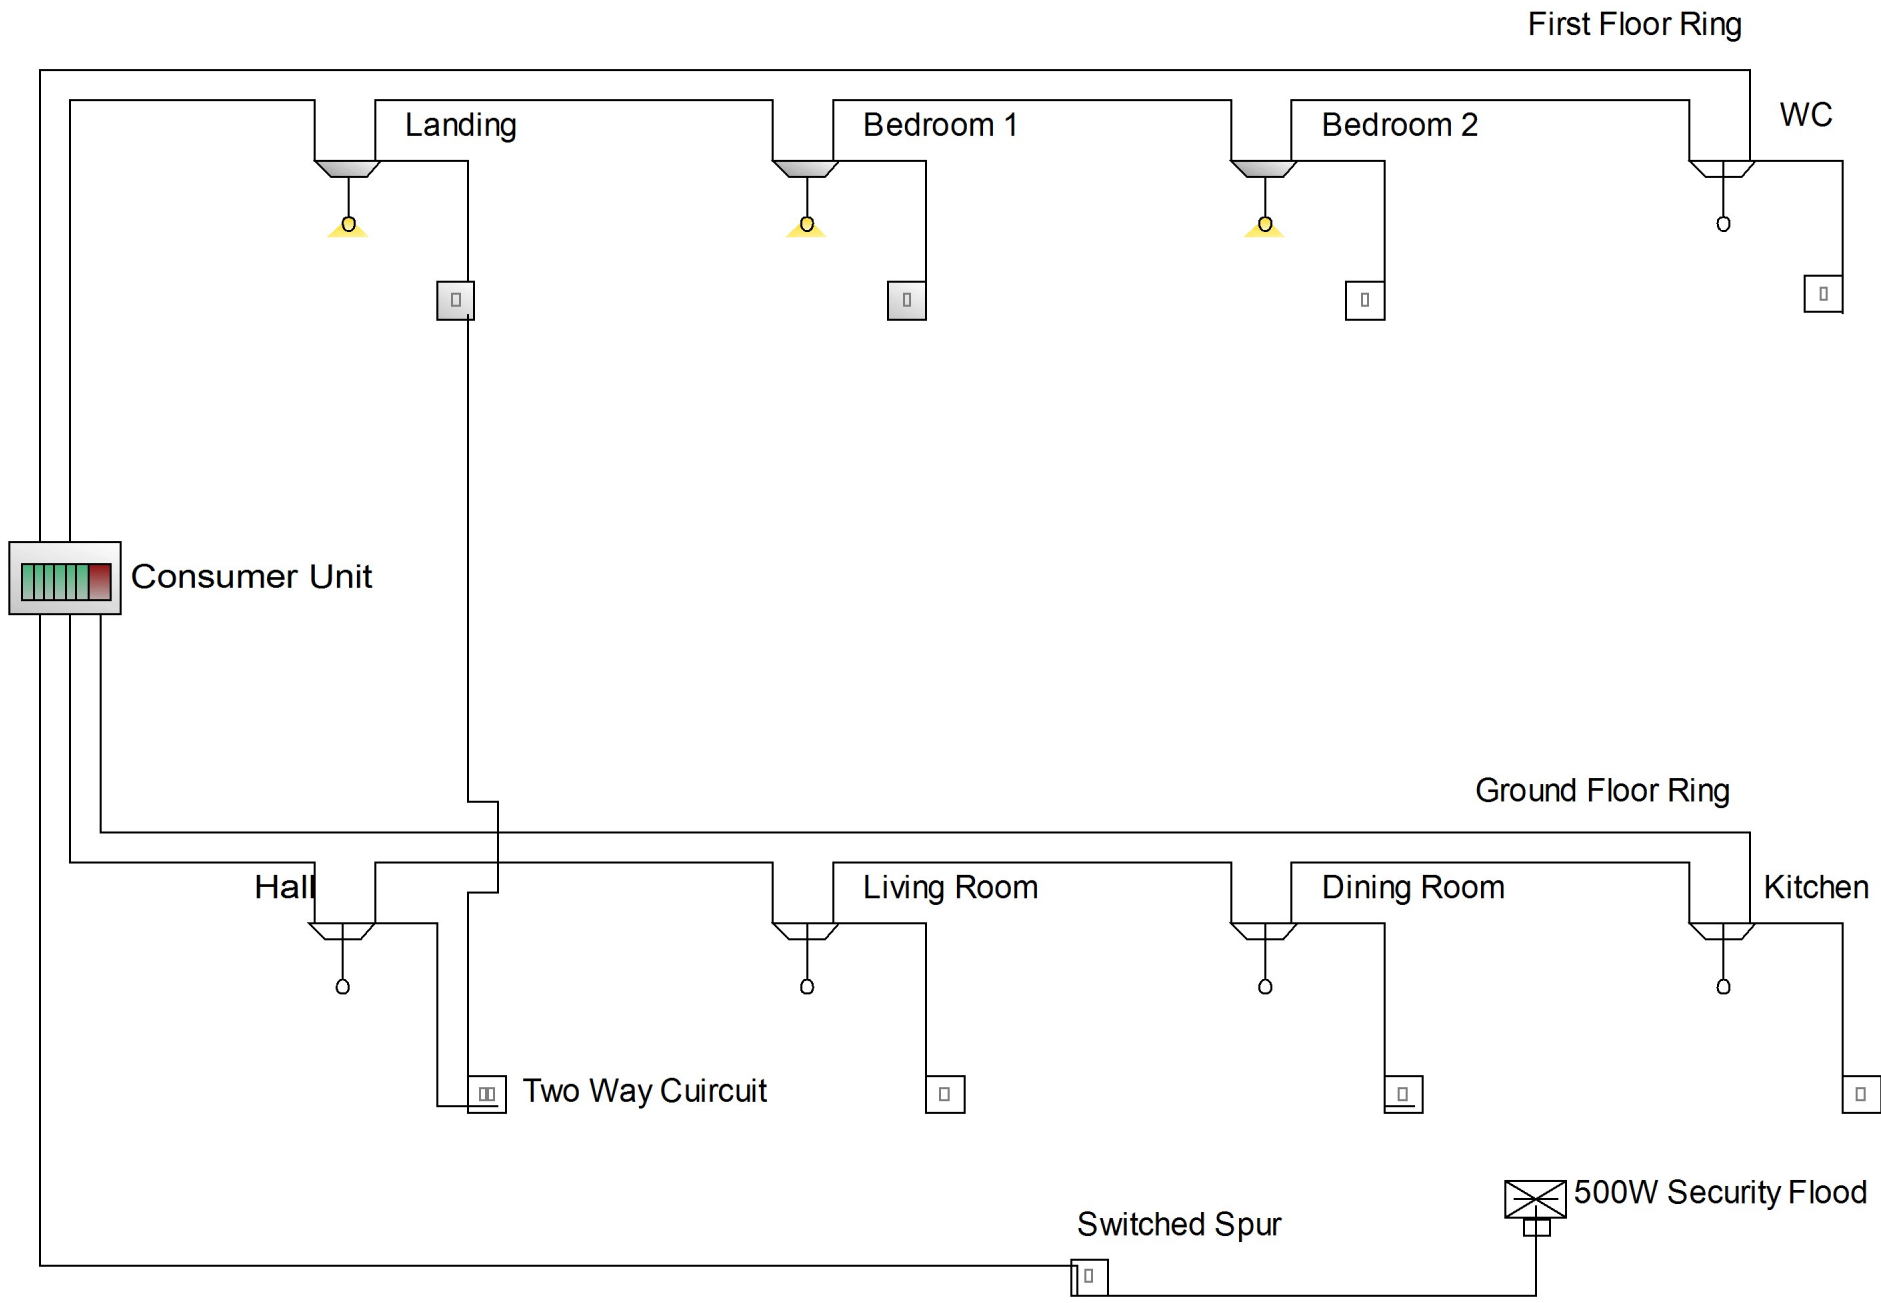 First Floor Ring
Landing
Bedroom 1
Bedroom 2
WC
Consumer Unit
Ground Floor Ring
Hall
Living Room
Dining Room
Kitchen
Two Way Cuircuit
500W Security Flood
Switched Spur